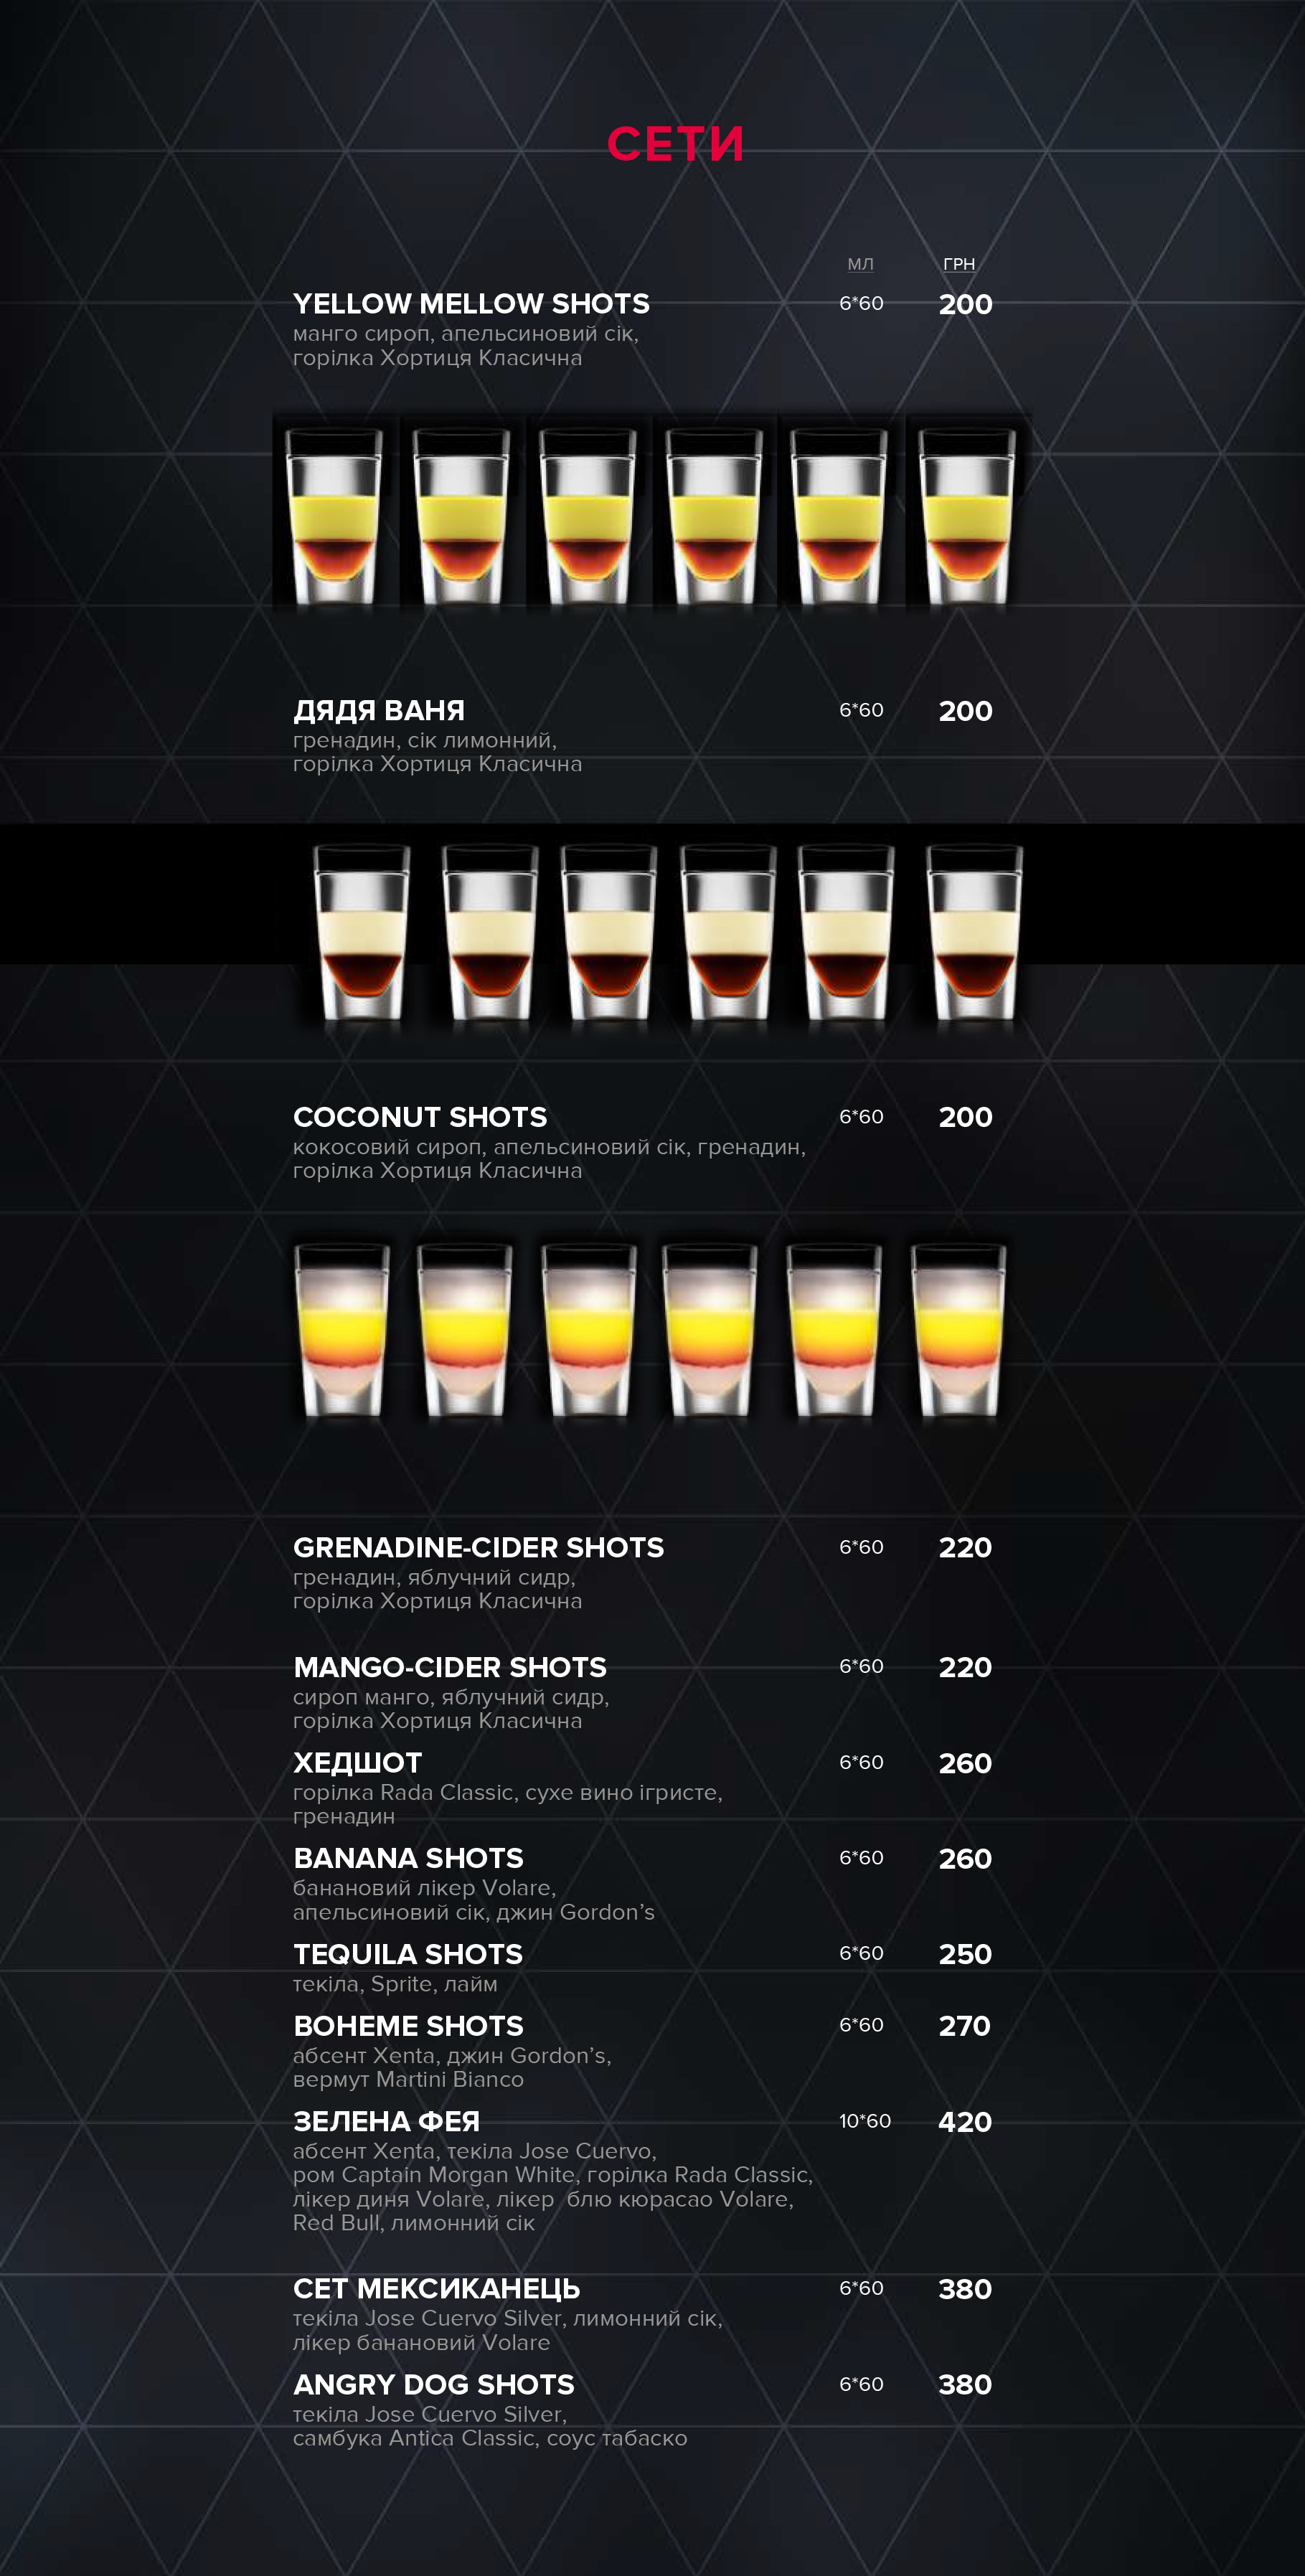 СЕТИ
МЛ ГРН
YELLOW MELLOW SHOTS 6*60 200
манго сироп, апельсиновий сік,
горілка Хортиця Класична
ДЯДЯ ВАНЯ 6*60 200
гренадин, сік лимонний,
горілка Хортиця Класична
COCONUT SHOTS 6*60 200
кокосовий сироп, апельсиновий сік, гренадин,
горілка Хортиця Класична
GRENADINE-CIDER SHOTS 6*60 220
гренадин, яблучний сидр,
горілка Хортиця Класична
MANGO-CIDER SHOTS 6*60 220
сироп манго, яблучний сидр,
горілка Хортиця Класична
ХЕДШОТ 6*60 260
горілка Rada Classic, сухе вино ігристе,
гренадин
BANANA SHOTS 6*60 260
банановий лікер Volare,
апельсиновий сік, джин Gordon’s
TEQUILA SHOTS 6*60 250
текіла, Sprite, лайм
BOHEME SHOTS 6*60 270
абсент Xenta, джин Gordon’s,
вермут Martini Bianco
ЗЕЛЕНА ФЕЯ 10*60 420
абсент Xenta, текіла Jose Cuervo,
ром Captain Morgan White, горілка Rada Classic,
лікер диня Volare, лікер блю кюрасао Volare,
Red Bull, лимонний сік
СЕТ МЕКСИКАНЕЦЬ 6*60 380
текіла Jose Cuervo Silver, лимонний сік,
лікер банановий Volare
ANGRY DOG SHOTS 6*60 380
текіла Jose Cuervo Silver,
самбука Antica Classic, соус табаско